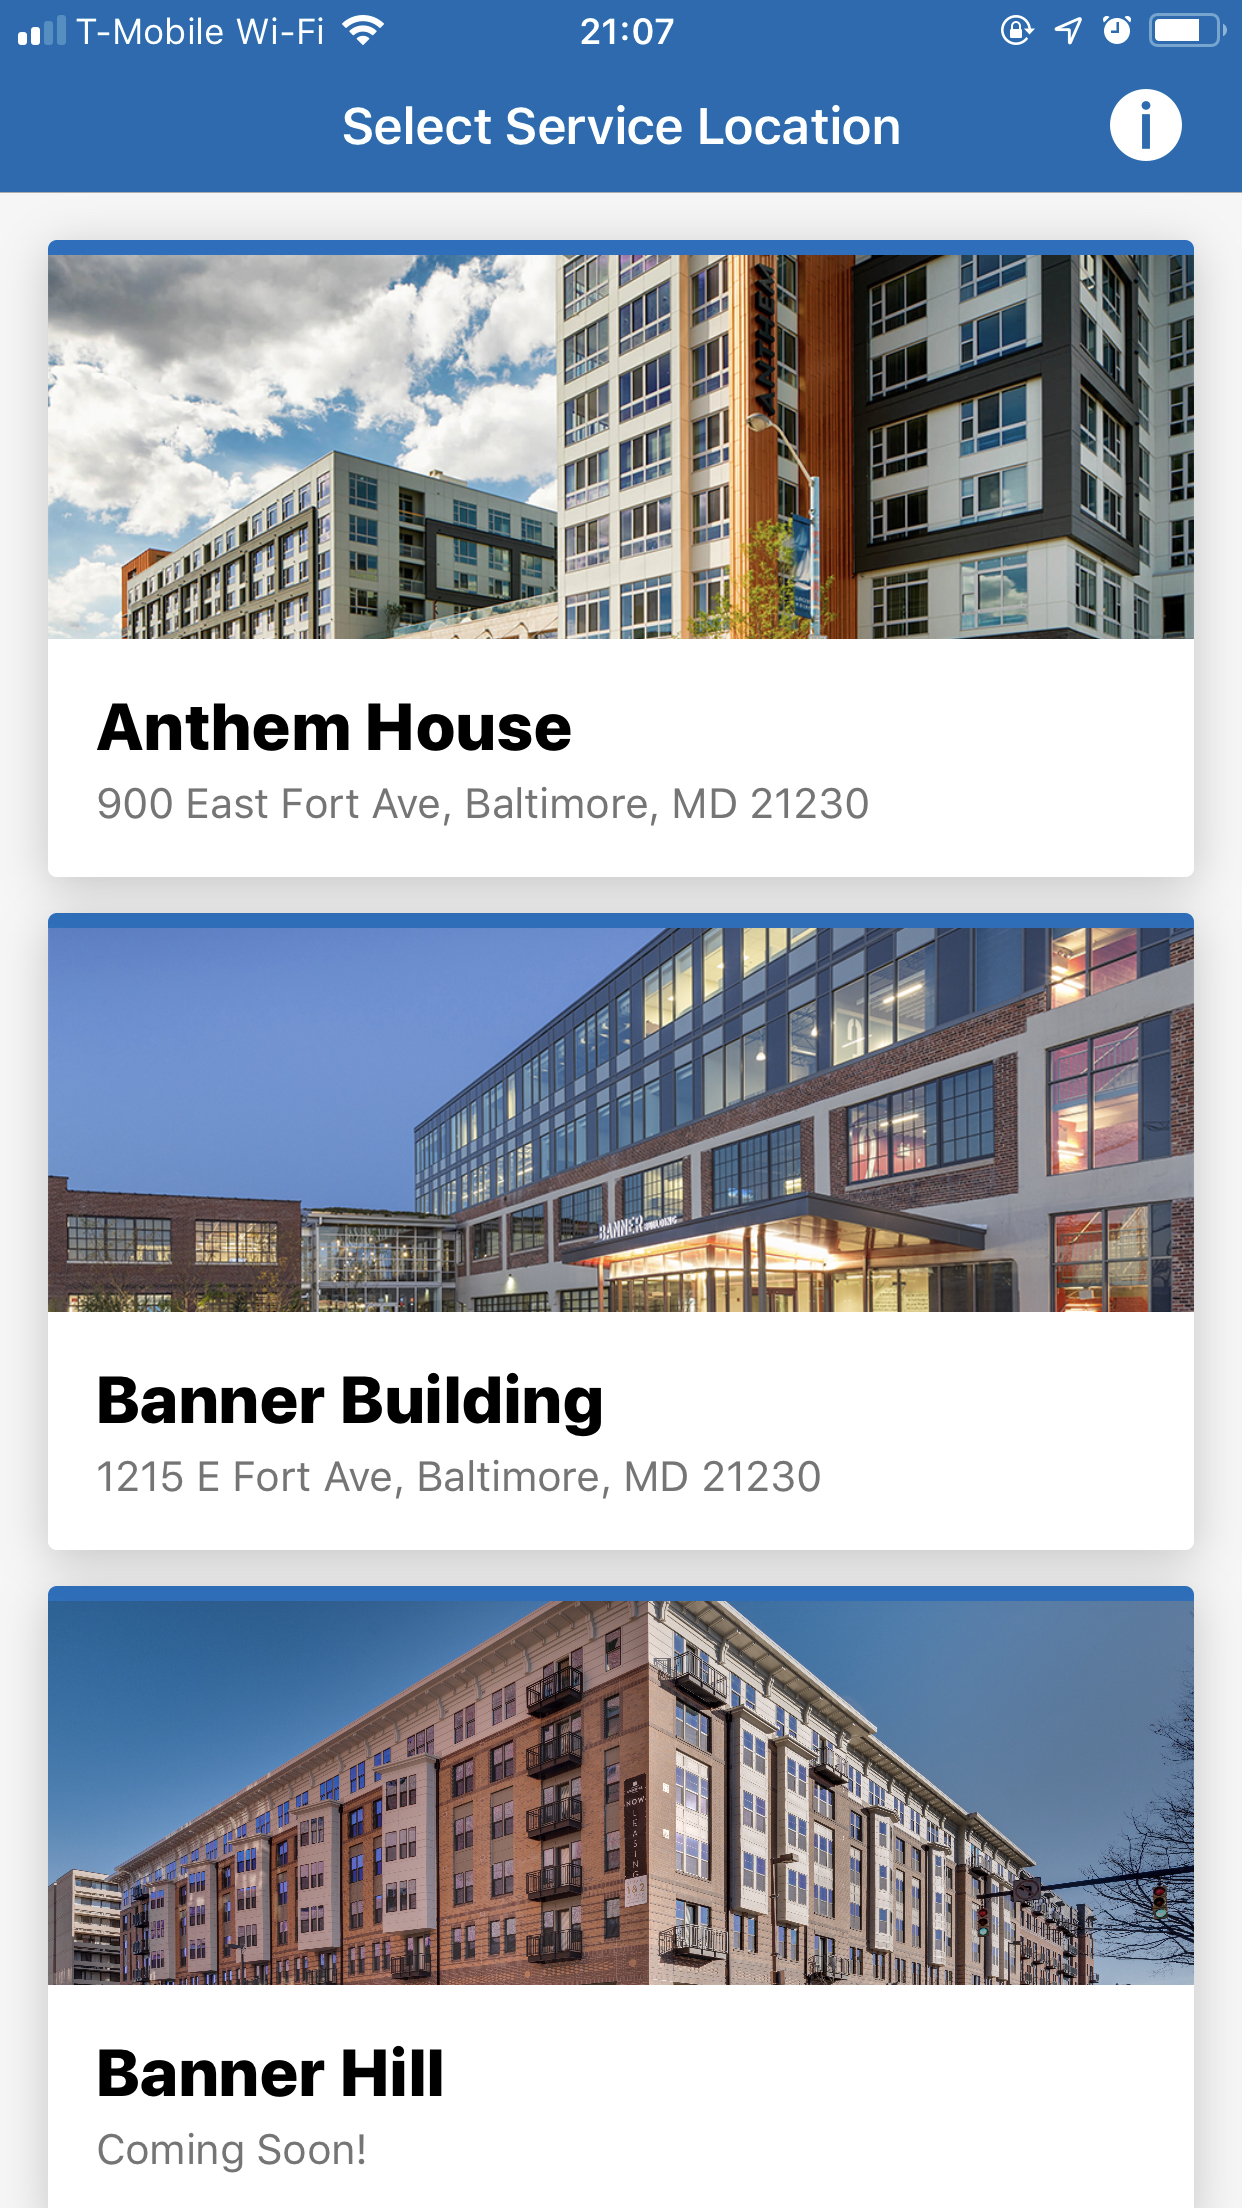 T-Mobile Wi-Fi 21:07
Select Service Location
ANTHEM
Anthem House
900 East Fort Ave, Baltimore, MD 21230
BANNER BUILDING
Banner Building
1215 E Fort Ave, Baltimore, MD 21230
NOW
LEASING
Banner Hill
Coming Soon!